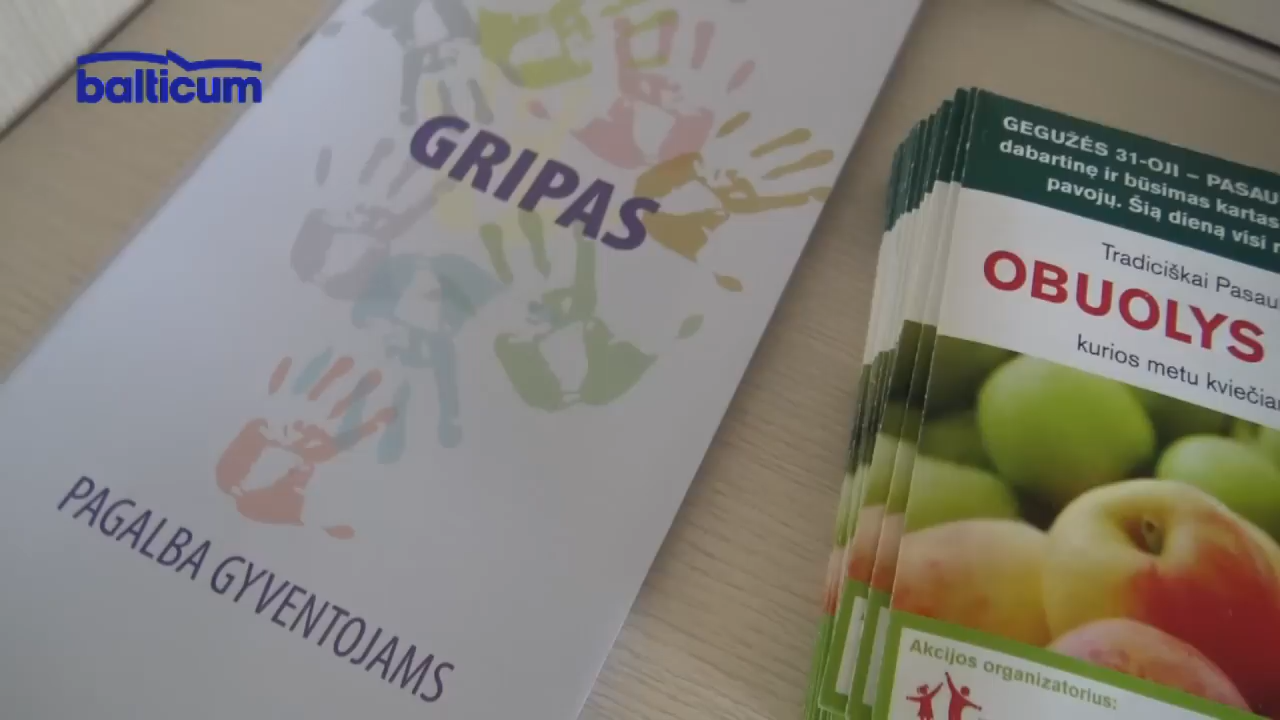 balticum
GRIPAS
PAGALBA GYVENTOJAMS
GEGUŽĖS 31-OJI – PASAU
dabartinę ir būsimas kartas
pavojų. Šią dieną visi
Tradiciškai Pasau
OBUOLYS
kurios metu kviečia
Akcijos organizatorius: